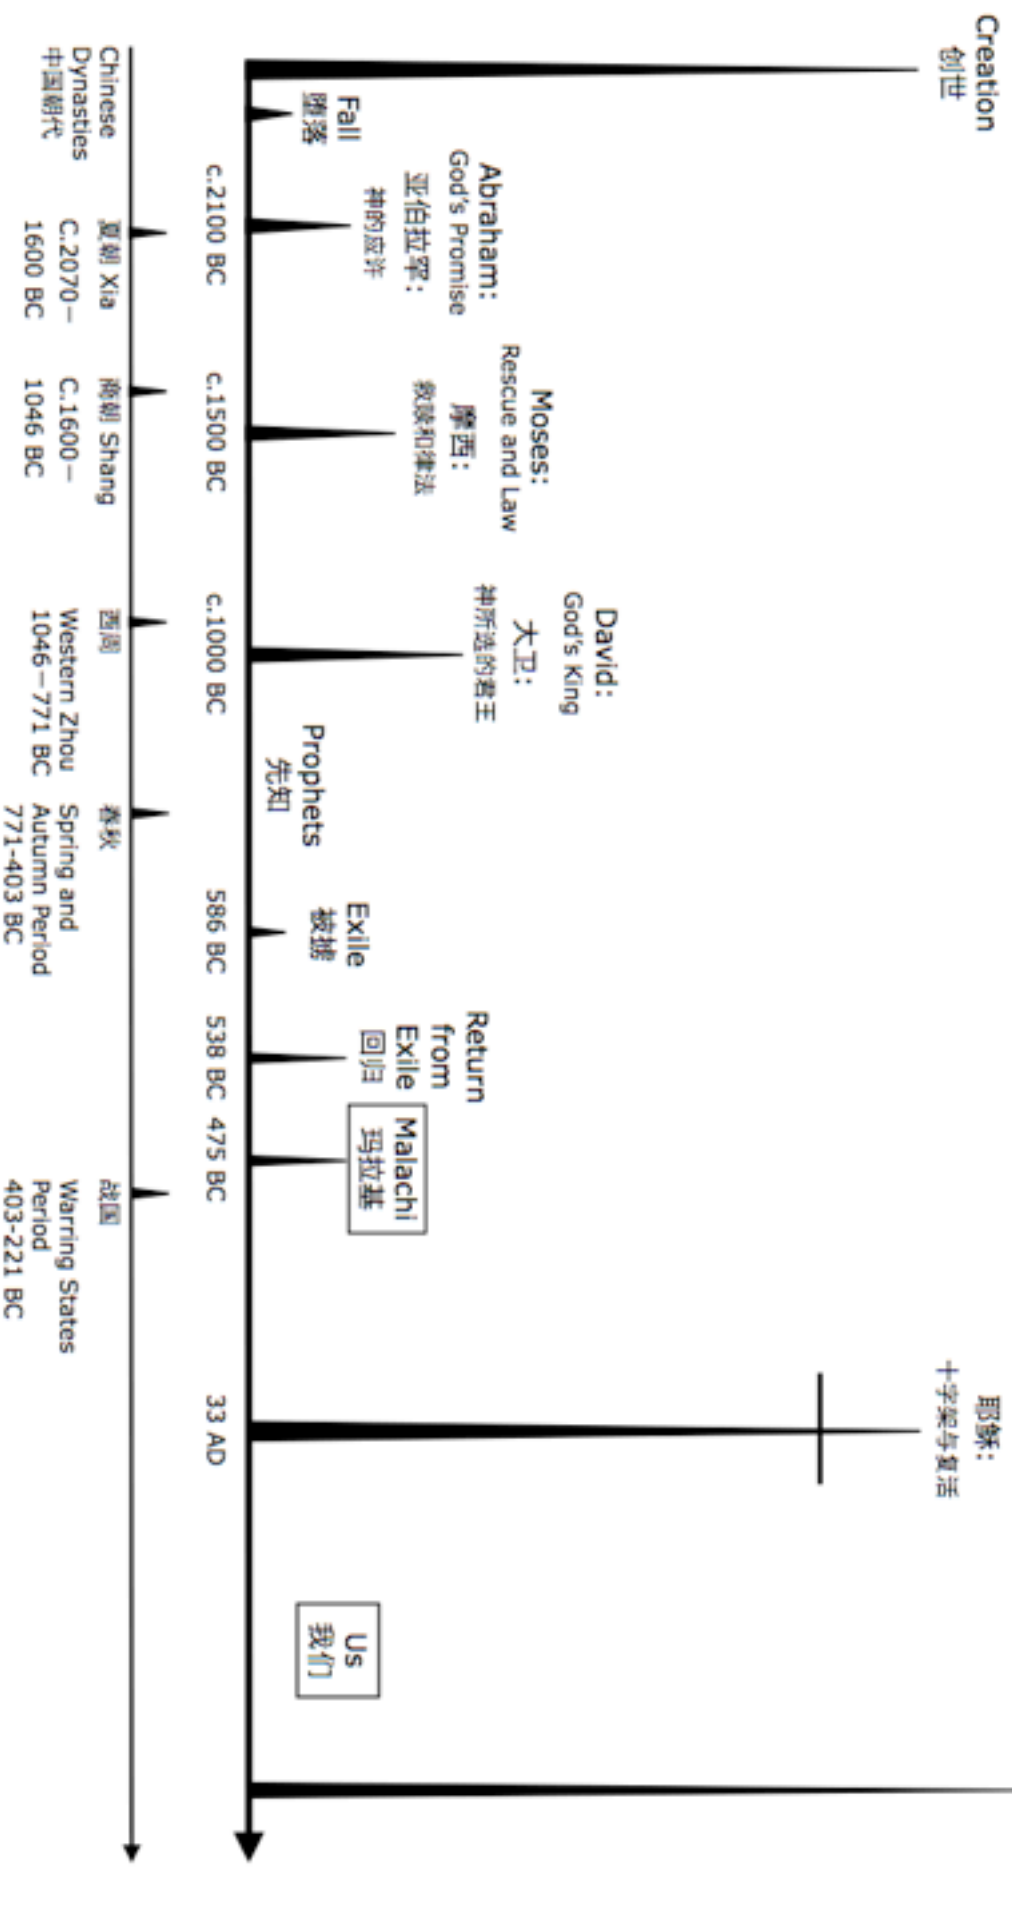 Creation
创世
Fall
堕落
Abraham:
God's Promise
亚伯拉罕:
神的应许
c.2100 BC
Moses:
Rescue and Law
摩西:
救赎和律法
c.1500 BC
David:
God's King
大卫:
神所选的君王
c.1000 BC
Prophets
先知
Exile
被掳
586 BC
Return
from
Exile
回归
538 BC
Malachi
玛拉基
475 BC
耶稣:
十字架与复活
33 AD
Us
我们
Chinese
Dynasties
中国朝代
夏朝 Xia
C.2070－
1600 BC
商朝 Shang
C.1600－
1046 BC
西周
Western Zhou
1046－771 BC
春秋
Spring and
Autumn Period
771-403 BC
战国
Warring States
Period
403-221 BC